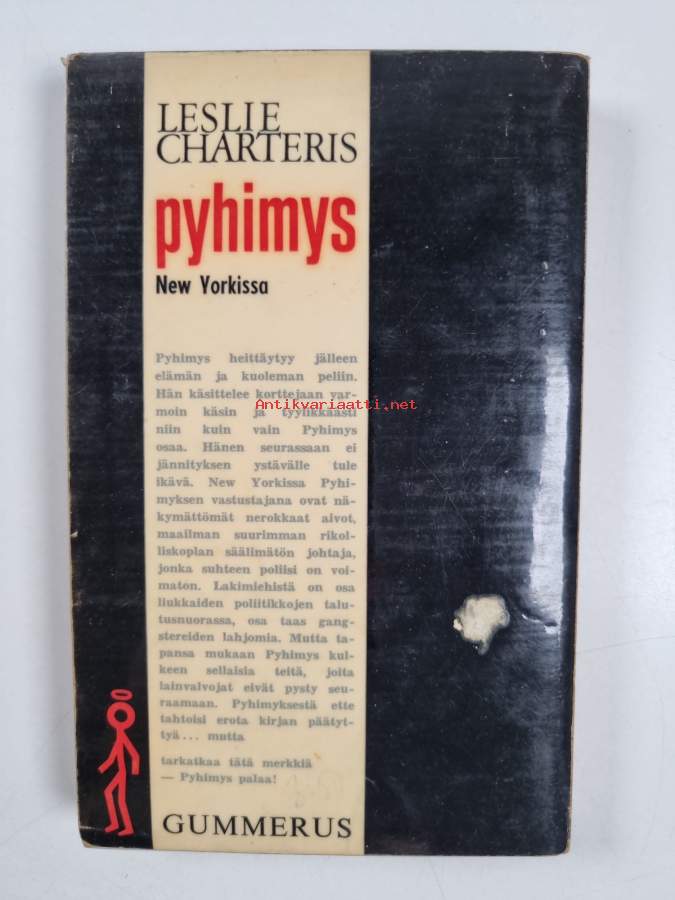 LESLIE
CHARTERIS
pyhimys
New Yorkissa
Pyhimys heittäytyy jälleen
elämän ja kuoleman peliin.
Hän käsittelee korttejaan var-
moin käsin ja tyylikkäästi
Antikvariaatti.net
niin kuin vain Pyhimys
osaa. Hänen seurassaan ei
jännityksen ystävälle tule
ikävä. New Yorkissa Pyhi-
myksen vastustajana ovat nä-
kymättömät nerokkaat aivot,
maailman suurimman rikol-
liskoplan säälimätön johtaja,
jonka suhteen poliisi on voi-
maton. Lakimiehistä on osa
liukkaiden poliitikkojen talu-
tusnuorassa, osa taas gang-
stereiden lahjomia. Mutta ta-
pansa mukaan Pyhimys kul-
keen sellaisia teitä, joita
lainvalvojat eivät pysty seu-
raamaan. Pyhimyksestä ette
tahtoisi erota kirjan päätyt-
tyä... mutta
tarkatkaa tätä merkkiä
— Pyhimys palaa!
GUMMERUS